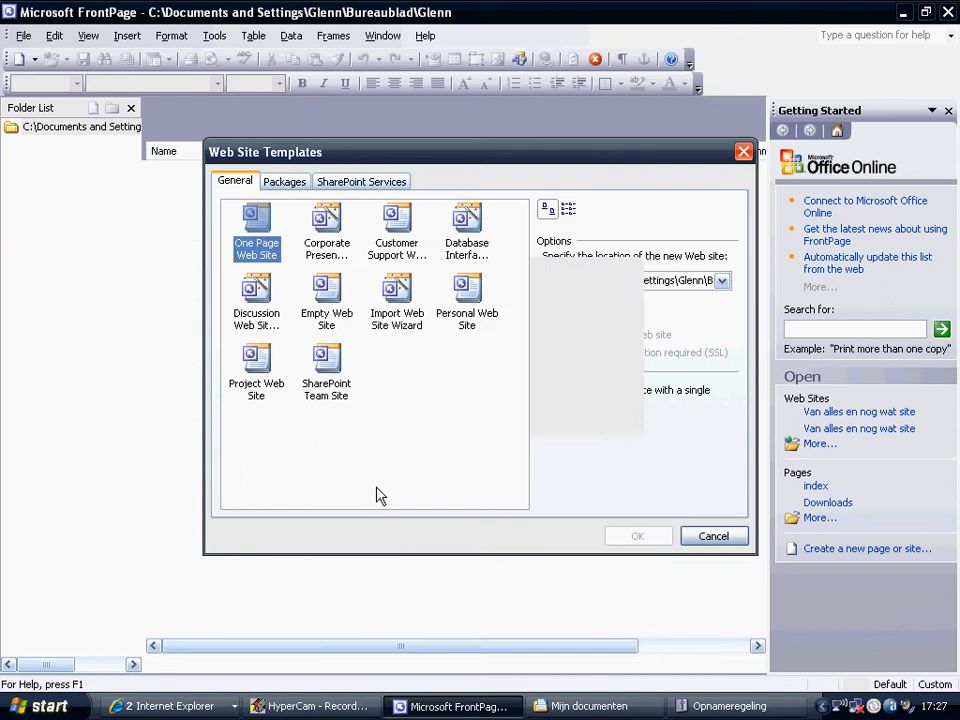 Microsoft FrontPage - C:\Documents and Settings\Glenn\Bureaublad\Glenn
File Edit View Insert Format Tools Table Data Frames Window Help
Type a question for help
Folder List
C:\Documents and Setting
Name
Web Site Templates
General Packages SharePoint Services
One Page Web Site
Corporate Presen...
Customer Support W...
Database Interfa...
Discussion Web Sit...
Empty Web Site
Import Web Site Wizard
Personal Web Site
Project Web Site
SharePoint Team Site
Options
Specify the location of the new Web site:
ettings\Glenn\B
eb site
tion required (SSL)
e with a single
OK
Cancel
Getting Started
Microsoft
Office Online
Connect to Microsoft Office Online
Get the latest news about using FrontPage
Automatically update this list from the web
More...
Search for:
Example: "Print more than one copy"
Open
Web Sites
Van alles en nog wat site
Van alles en nog wat site
More...
Pages
index
Downloads
More...
Create a new page or site...
For Help, press F1
Default
Custom
start
2 Internet Explorer
HyperCam - Record...
Microsoft FrontPag...
Mijn documenten
Opnameregeling
17:27